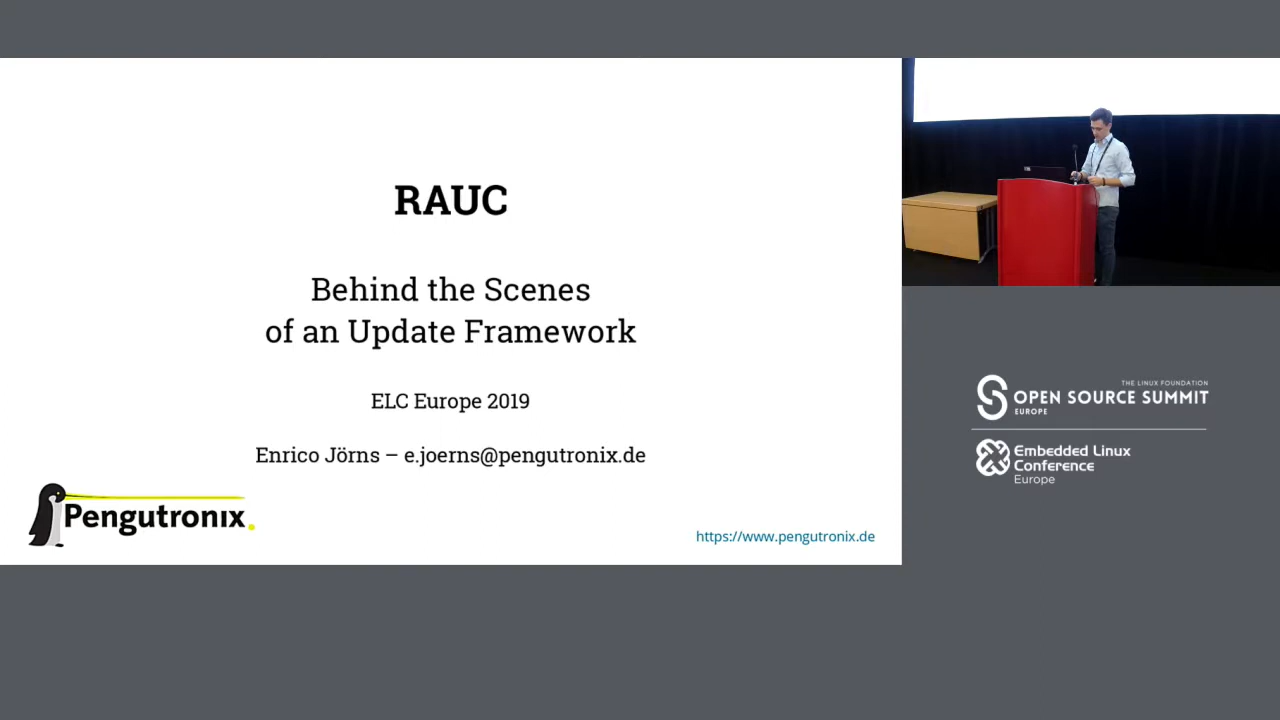 RAUC
Behind the Scenes
of an Update Framework
ELC Europe 2019
Enrico Jörns – e.joerns@pengutronix.de
Pengutronix.
https://www.pengutronix.de
THE LINUX FOUNDATION
OPEN SOURCE SUMMIT
EUROPE
Embedded Linux
Conference
Europe